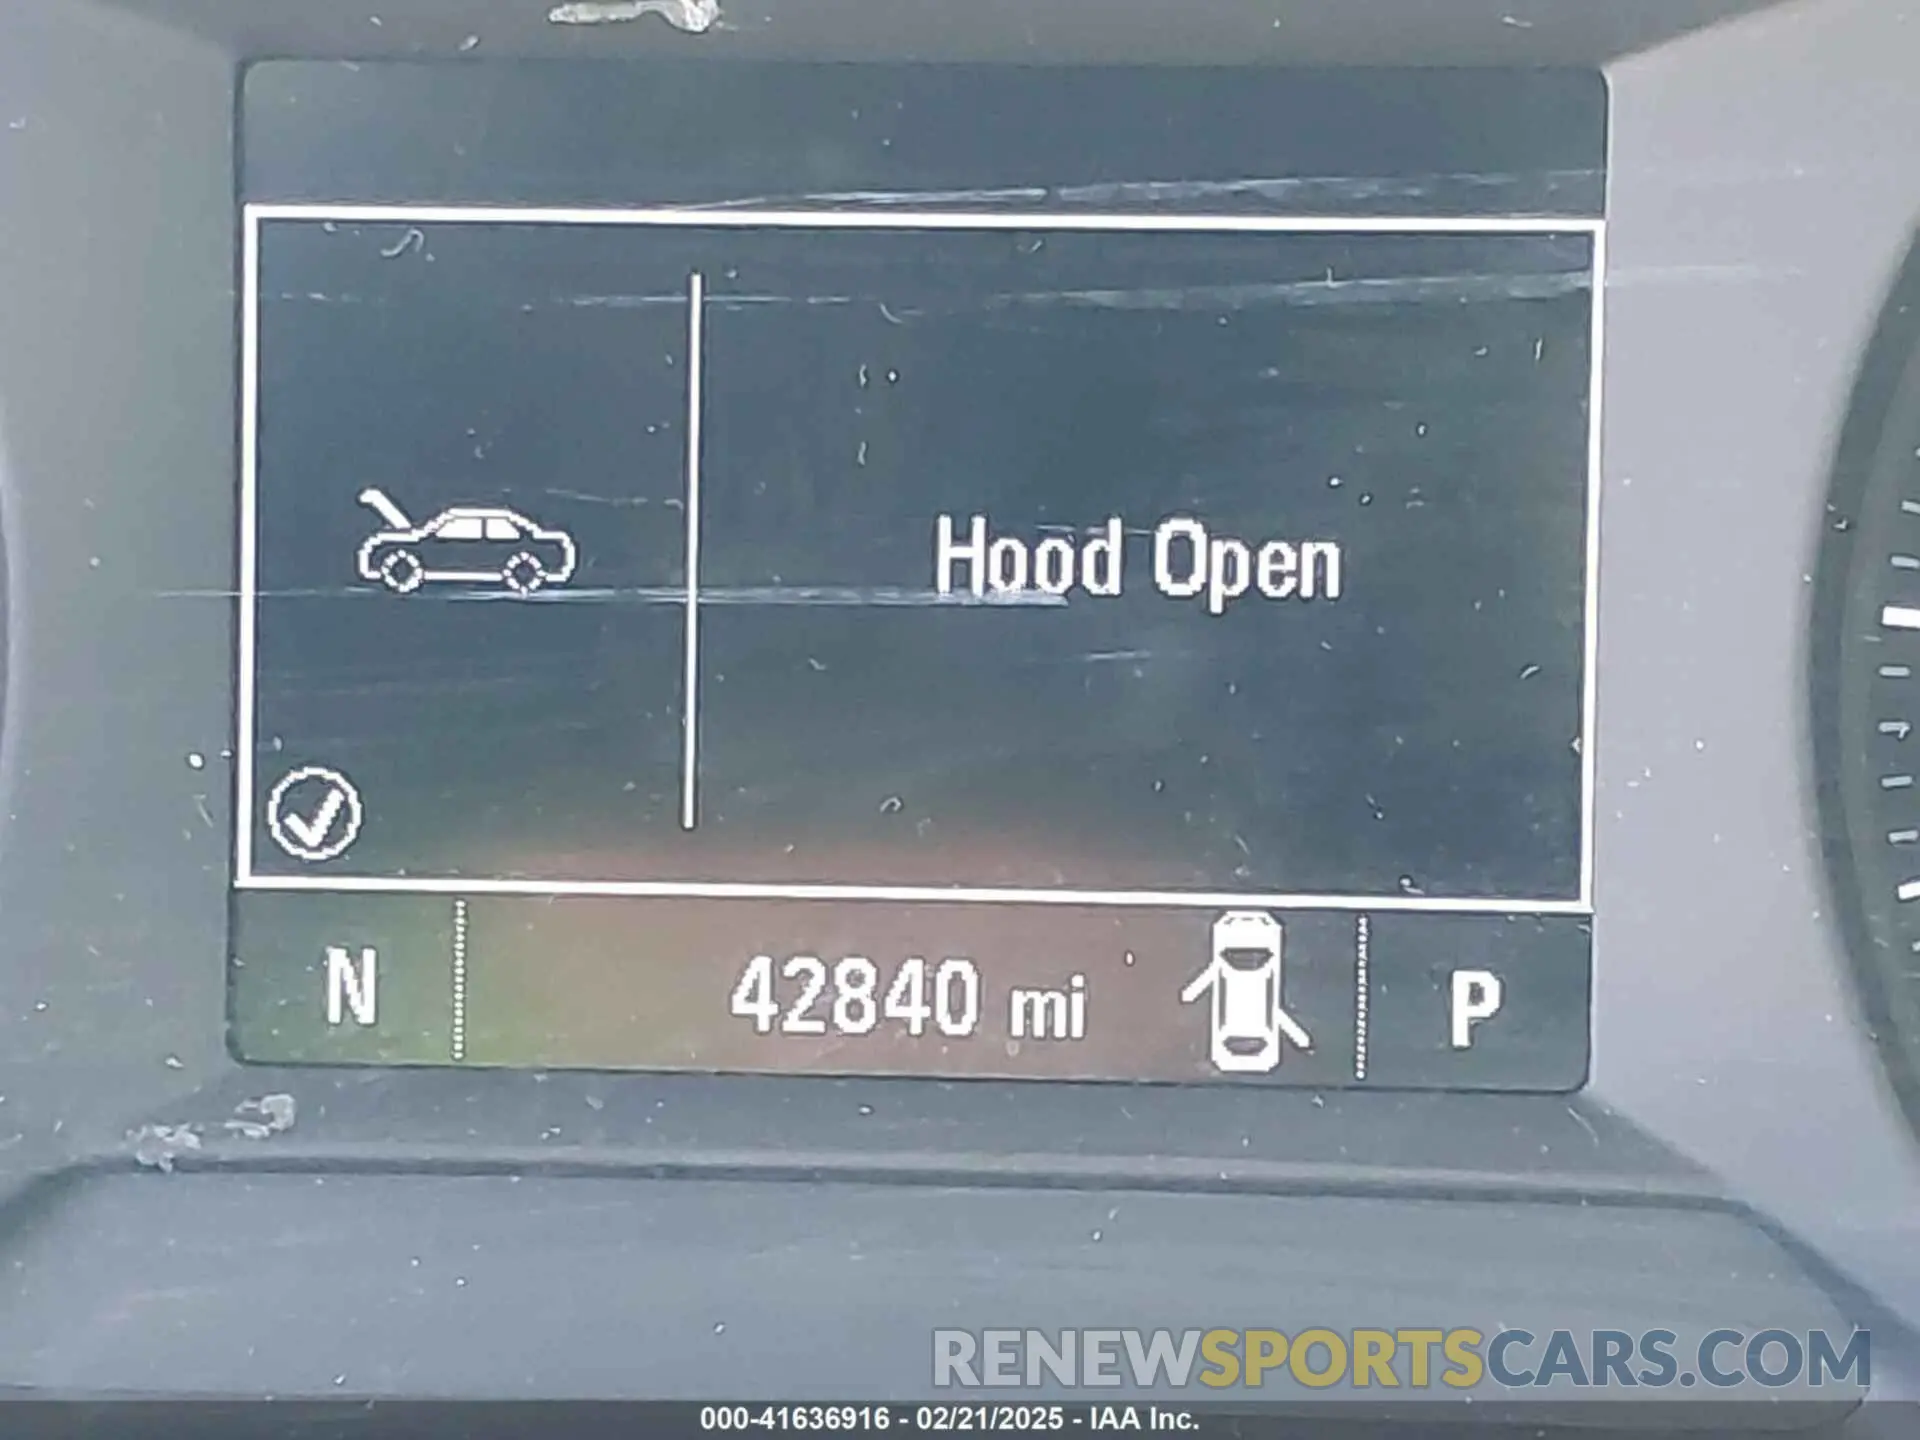 Hood Open
N 42840 mi P
RENEWSPORTSCARS.COM
000-41636916 - 02/21/2025 - IAA Inc.